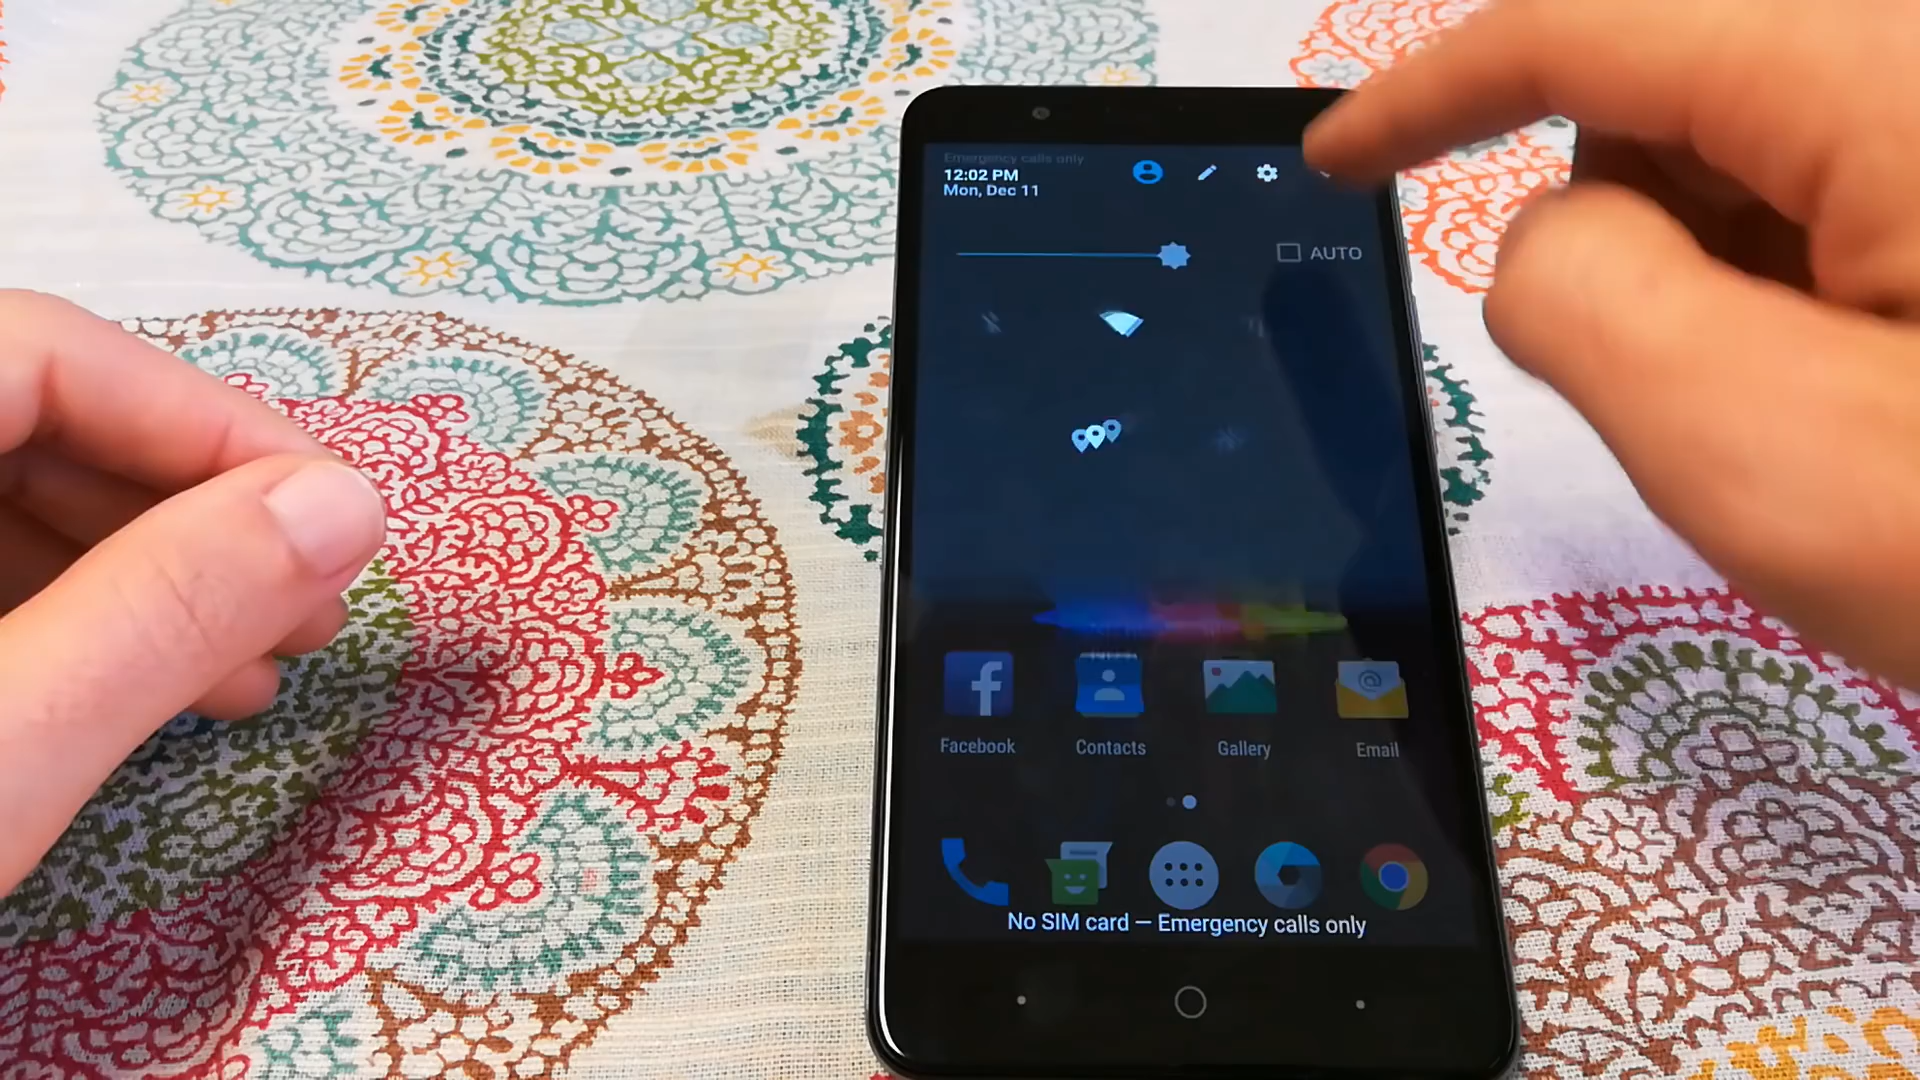 Emergency calls only
12:02 PM
Mon, Dec 11
AUTO
Facebook
Contacts
Gallery
Email
No SIM card — Emergency calls only